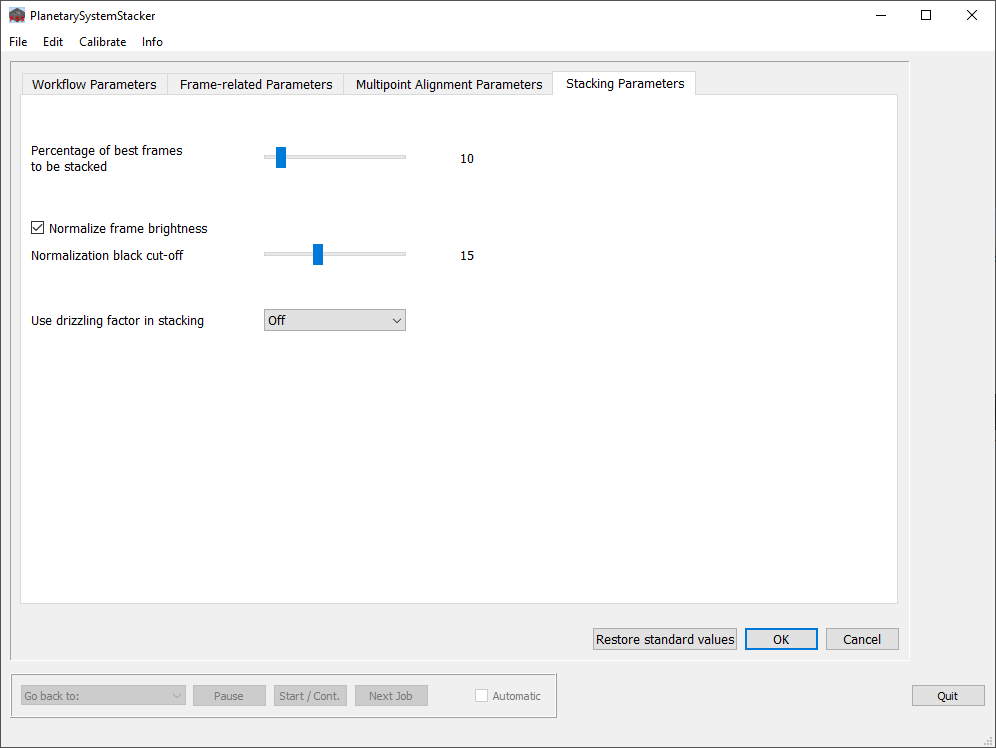 PlanetarySystemStacker
File Edit Calibrate Info
Workflow Parameters Frame-related Parameters Multipoint Alignment Parameters Stacking Parameters
Percentage of best frames
to be stacked
10
Normalize frame brightness
Normalization black cut-off 15
Use drizzling factor in stacking Off
Restore standard values OK Cancel
Go back to: Pause Start / Cont. Next Job Automatic Quit